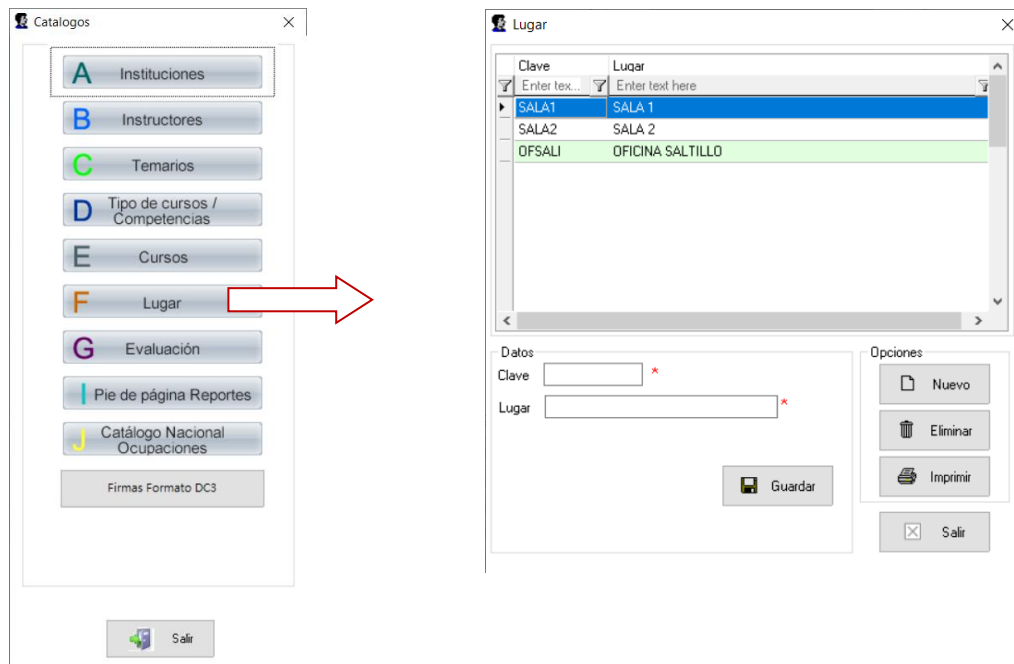 Catalogos
A Instituciones
B Instructores
C Temarios
D Tipo de cursos /
Competencias
E Cursos
F Lugar
G Evaluación
I Pie de página Reportes
J Catálogo Nacional
Ocupaciones
Firmas Formato DC3
Salir
Lugar
Clave Lugar
Enter tex... Enter text here
SALA1 SALA 1
SALA2 SALA 2
OFSALI OFICINA SALTILLO
Datos
Clave *
Lugar *
Guardar
Opciones
Nuevo
Eliminar
Imprimir
Salir